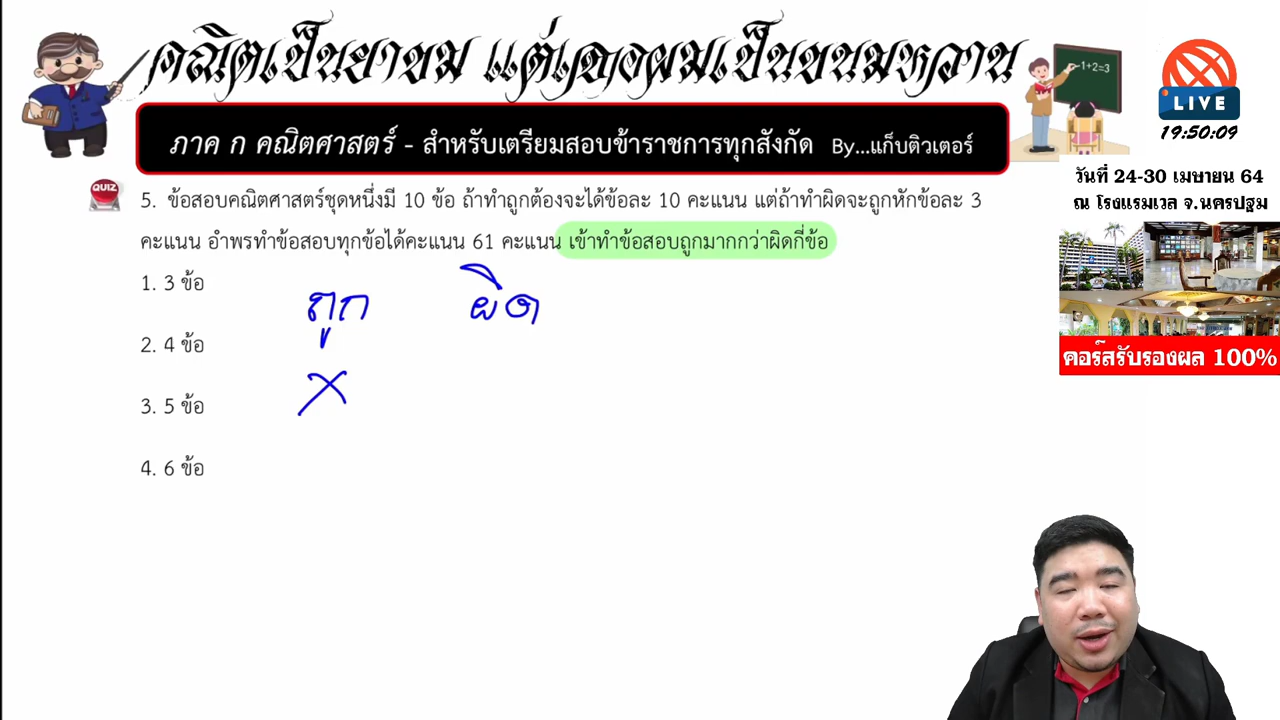 คณิตเป็นยาขม แต่เจอผมเป็นขนมหวาน
-1+2=3
LIVE
19:50:09
ภาค ก คณิตศาสตร์ - สำหรับเตรียมสอบข้าราชการทุกสังกัด By...แก็บติวเตอร์
วันที่ 24-30 เมษายน 64
ณ โรงแรมเวล จ.นครปฐม
คอร์สรับรองผล 100%
QUIZ
5. ข้อสอบคณิตศาสตร์ชุดหนึ่งมี 10 ข้อ ถ้าทำถูกต้องจะได้ข้อละ 10 คะแนน แต่ถ้าทำผิดจะถูกหักข้อละ 3
คะแนน อำพรทำข้อสอบทุกข้อได้คะแนน 61 คะแนน เข้าทำข้อสอบถูกมากกว่าผิดกี่ข้อ
1. 3 ข้อ
ถูก ผิด
2. 4 ข้อ
x
3. 5 ข้อ
4. 6 ข้อ